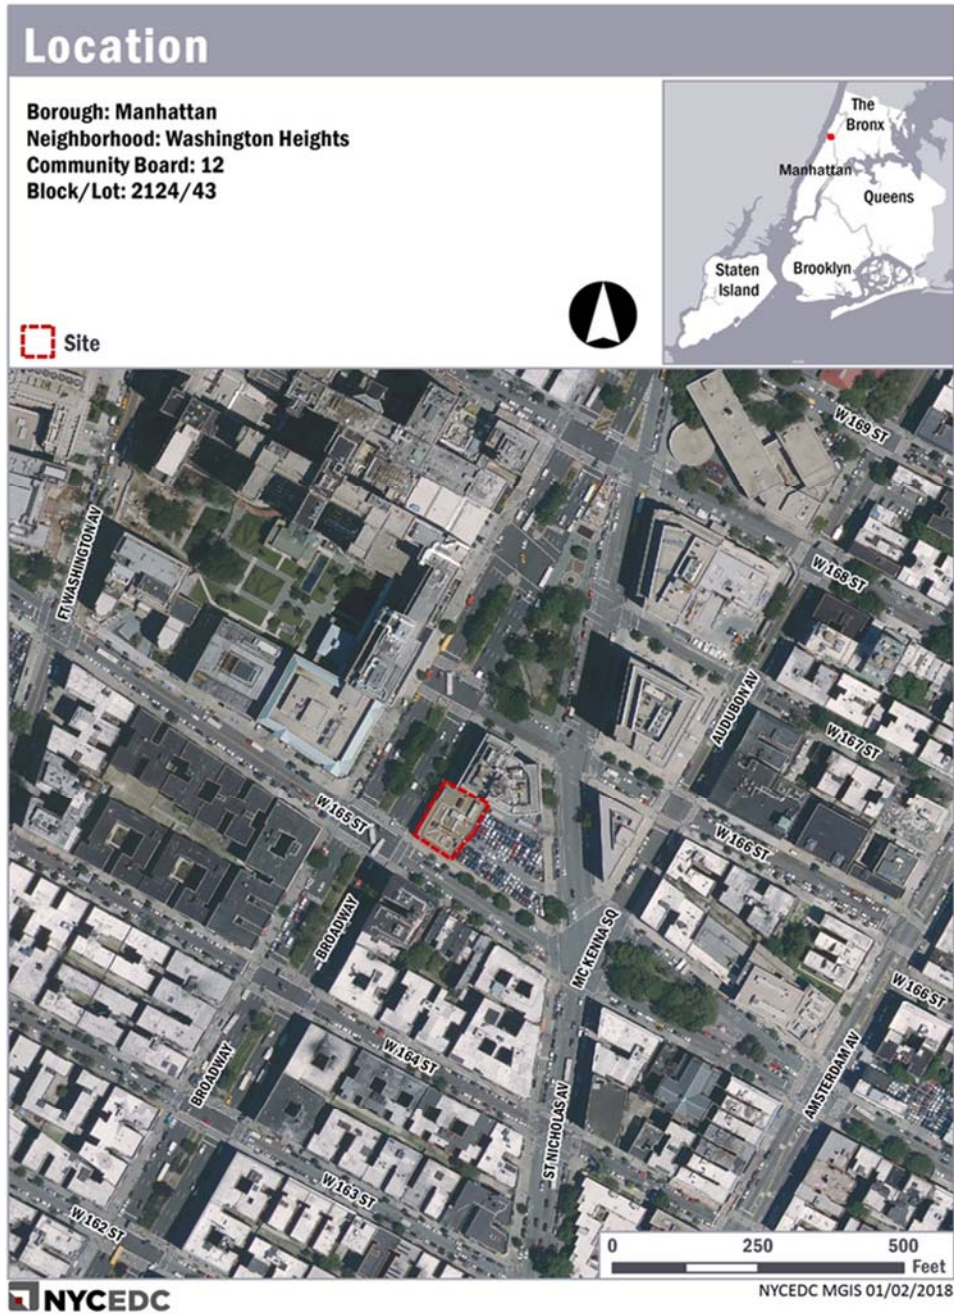 Location
Borough: Manhattan
Neighborhood: Washington Heights
Community Board: 12
Block/Lot: 2124/43
Site
The
Bronx
Manhattan
Queens
Brooklyn
Staten
Island
W 169 ST
FT WASHINGTON AV
W 168 ST
AUDUBON AV
W 167 ST
W 165 ST
W 166 ST
BROADWAY
MC KENNA SQ
W 166 ST
W 164 ST
BROADWAY
AMSTERDAM AV
ST NICHOLAS AV
W 163 ST
W 162 ST
0 250 500
Feet
NYCEDC
NYCEDC MGIS 01/02/2018